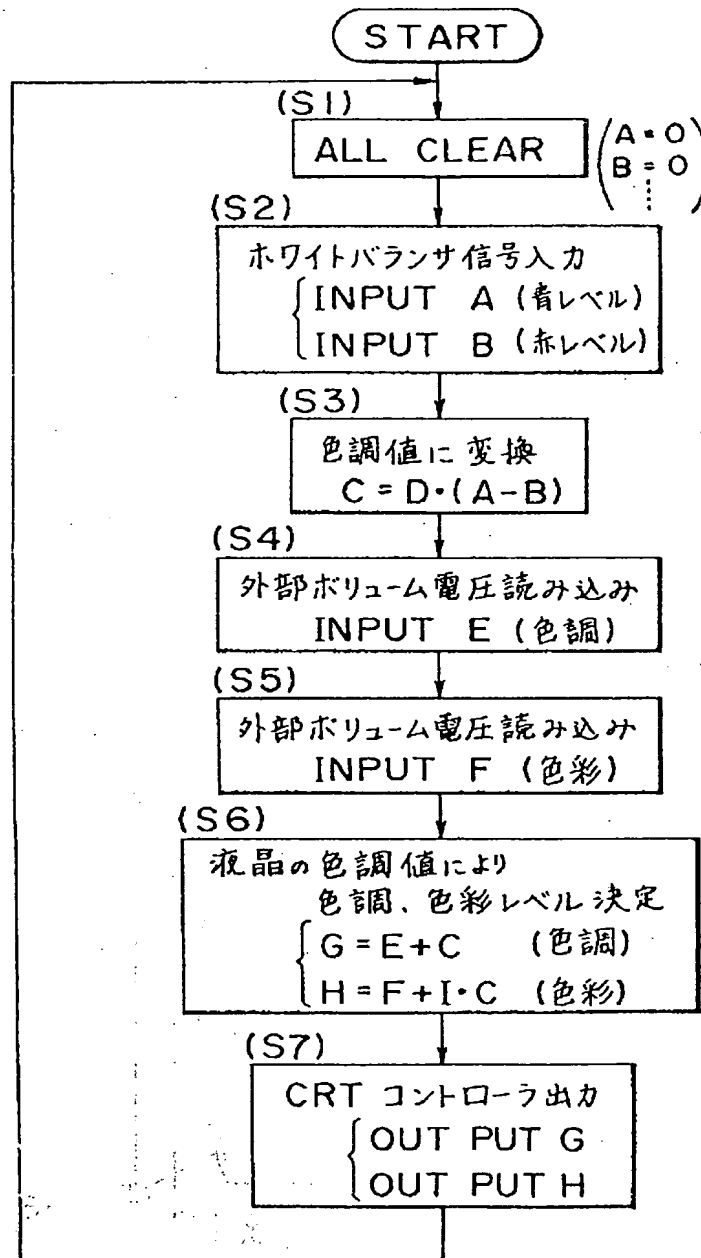 START
(S1)
ALL CLEAR
A = 0
B = 0
(S2)
ホワイトバランサ信号入力
INPUT A (青レベル)
INPUT B (赤レベル)
(S3)
色調値に変換
C = D・(A-B)
(S4)
外部ボリューム電圧読み込み
INPUT E (色調)
(S5)
外部ボリューム電圧読み込み
INPUT F (色彩)
(S6)
液晶の色調値により
色調、色彩レベル決定
G = E + C (色調)
H = F + I・C (色彩)
(S7)
CRT コントローラ出力
OUT PUT G
OUT PUT H